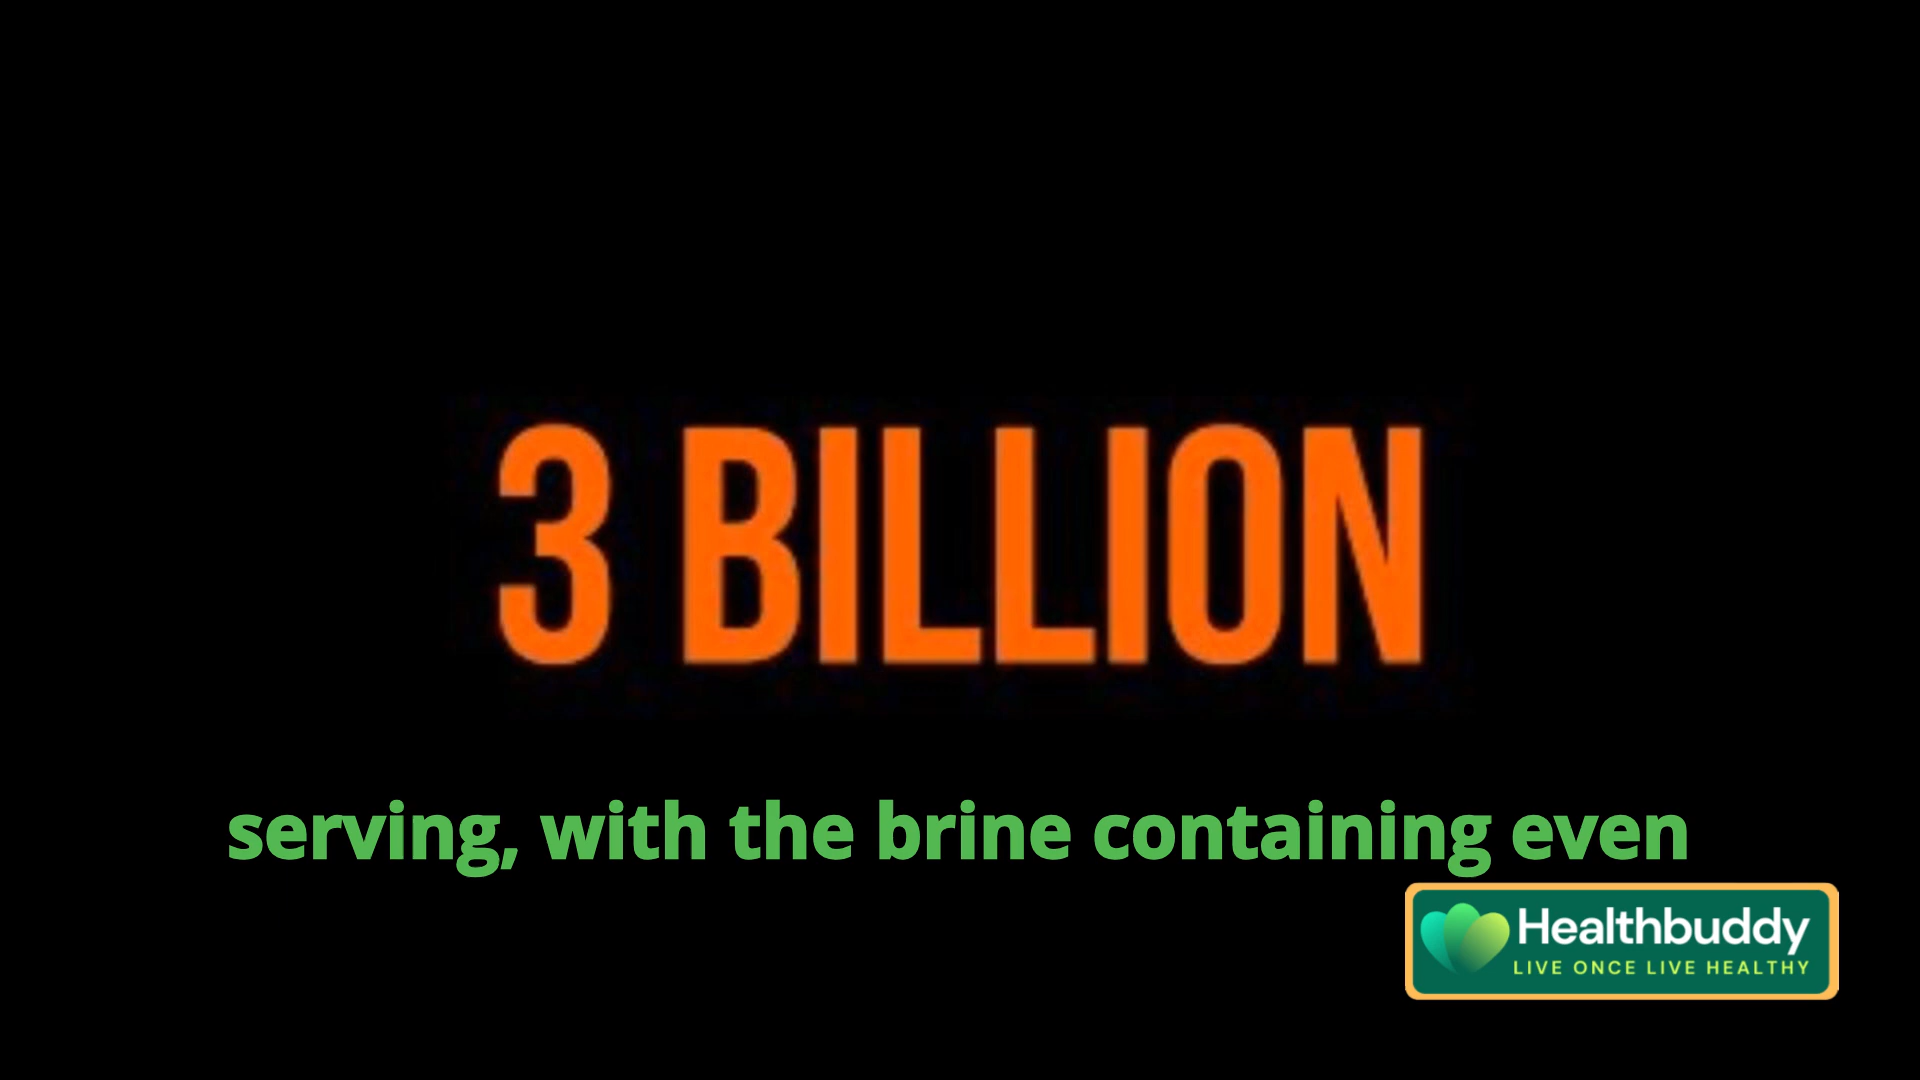 3 BILLION
serving, with the brine containing even
Healthbuddy
LIVE ONCE LIVE HEALTHY